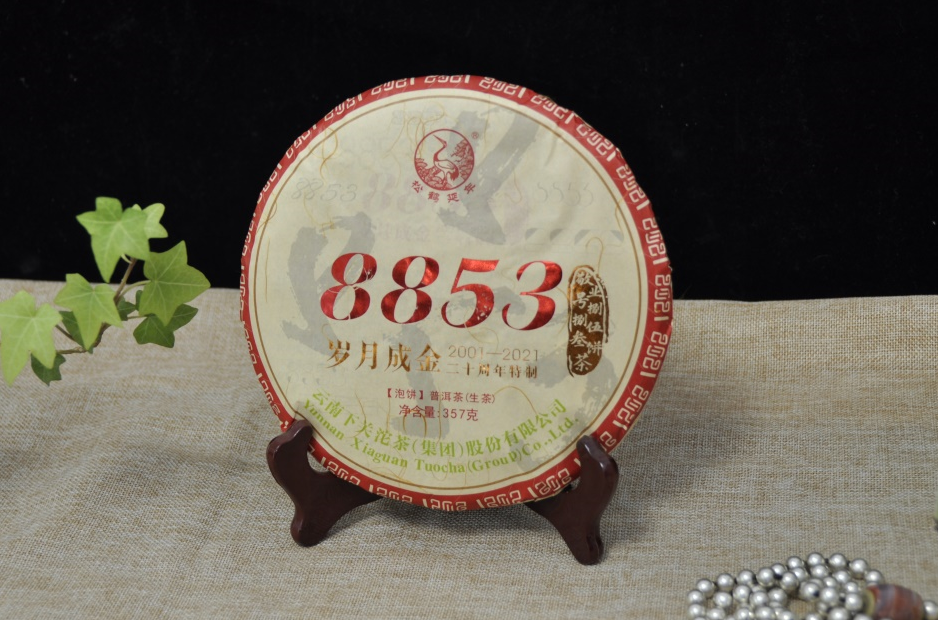 ®
松鹤延年
8853
岁月成金
2001—2021
二十周年特制
【泡饼】普洱茶(生茶)
净含量:357克
云南下关沱茶(集团)股份有限公司
Yunnan Xiaguan Tuocha(Group)Co.,Ltd.